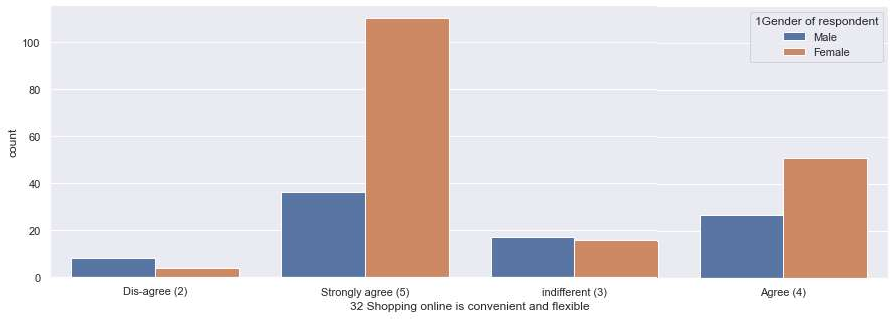 1Gender of respondent
Male
Female
count
100
80
60
40
20
0
Dis-agree (2)
Strongly agree (5)
indifferent (3)
Agree (4)
32 Shopping online is convenient and flexible